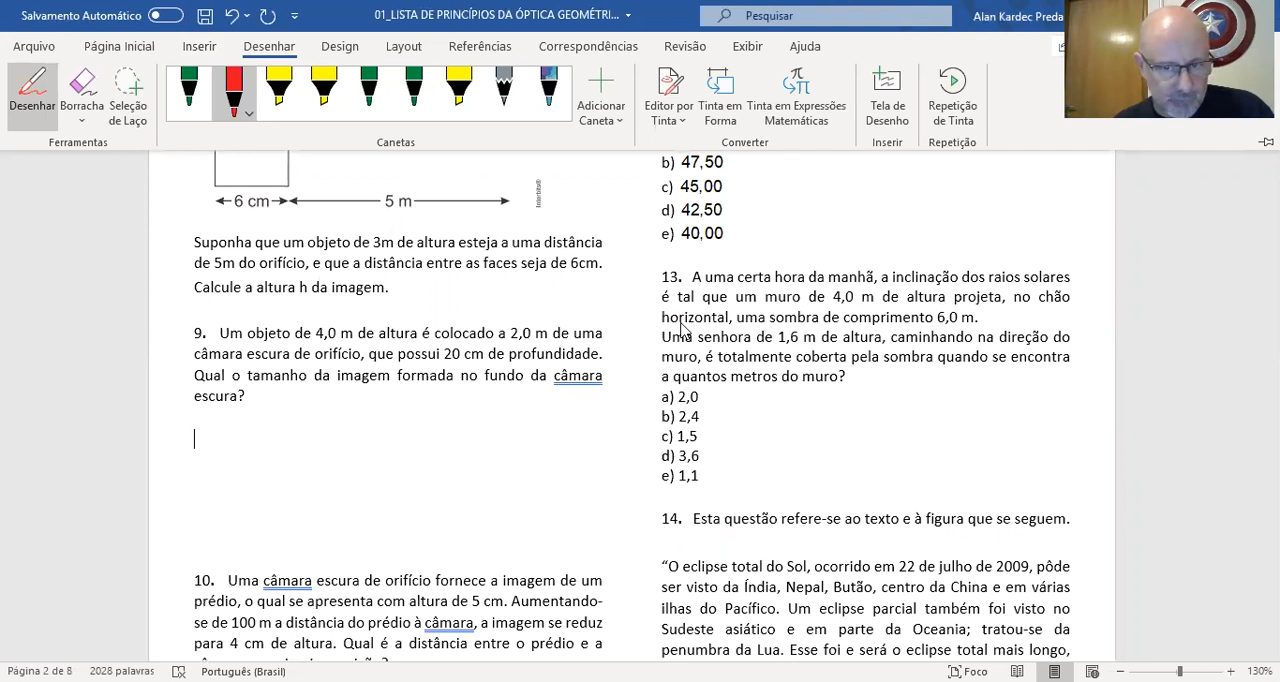 Salvamento Automático
01_LISTA DE PRINCÍPIOS DA ÓPTICA GEOMÉTRI...
Pesquisar
Alan Kardec Preda
Arquivo
Página Inicial
Inserir
Desenhar
Design
Layout
Referências
Correspondências
Revisão
Exibir
Ajuda
Desenhar
Borracha
Seleção
de Laço
Adicionar
Caneta
Editor por
Tinta
Tinta em
Forma
Tinta em Expressões
Matemáticas
Tela de
Desenho
Repetição
de Tinta
Ferramentas
Canetas
Converter
Inserir
Repetição
6 cm
5 m
Interbits®
Suponha que um objeto de 3m de altura esteja a uma distância
de 5m do orifício, e que a distância entre as faces seja de 6cm.
Calcule a altura h da imagem.
9. Um objeto de 4,0 m de altura é colocado a 2,0 m de uma
câmara escura de orifício, que possui 20 cm de profundidade.
Qual o tamanho da imagem formada no fundo da câmara
escura?
10. Uma câmara escura de orifício fornece a imagem de um
prédio, o qual se apresenta com altura de 5 cm. Aumentando-
se de 100 m a distância do prédio à câmara, a imagem se reduz
para 4 cm de altura. Qual é a distância entre o prédio e a
b) 47,50
c) 45,00
d) 42,50
e) 40,00
13. A uma certa hora da manhã, a inclinação dos raios solares
é tal que um muro de 4,0 m de altura projeta, no chão
horizontal, uma sombra de comprimento 6,0 m.
Uma senhora de 1,6 m de altura, caminhando na direção do
muro, é totalmente coberta pela sombra quando se encontra
a quantos metros do muro?
a) 2,0
b) 2,4
c) 1,5
d) 3,6
e) 1,1
14. Esta questão refere-se ao texto e à figura que se seguem.
“O eclipse total do Sol, ocorrido em 22 de julho de 2009, pôde
ser visto da Índia, Nepal, Butão, centro da China e em várias
ilhas do Pacífico. Um eclipse parcial também foi visto no
Sudeste asiático e em parte da Oceania; tratou-se da
penumbra da Lua. Esse foi e será o eclipse total mais longo,
Página 2 de 8
2028 palavras
Português (Brasil)
Foco
130%